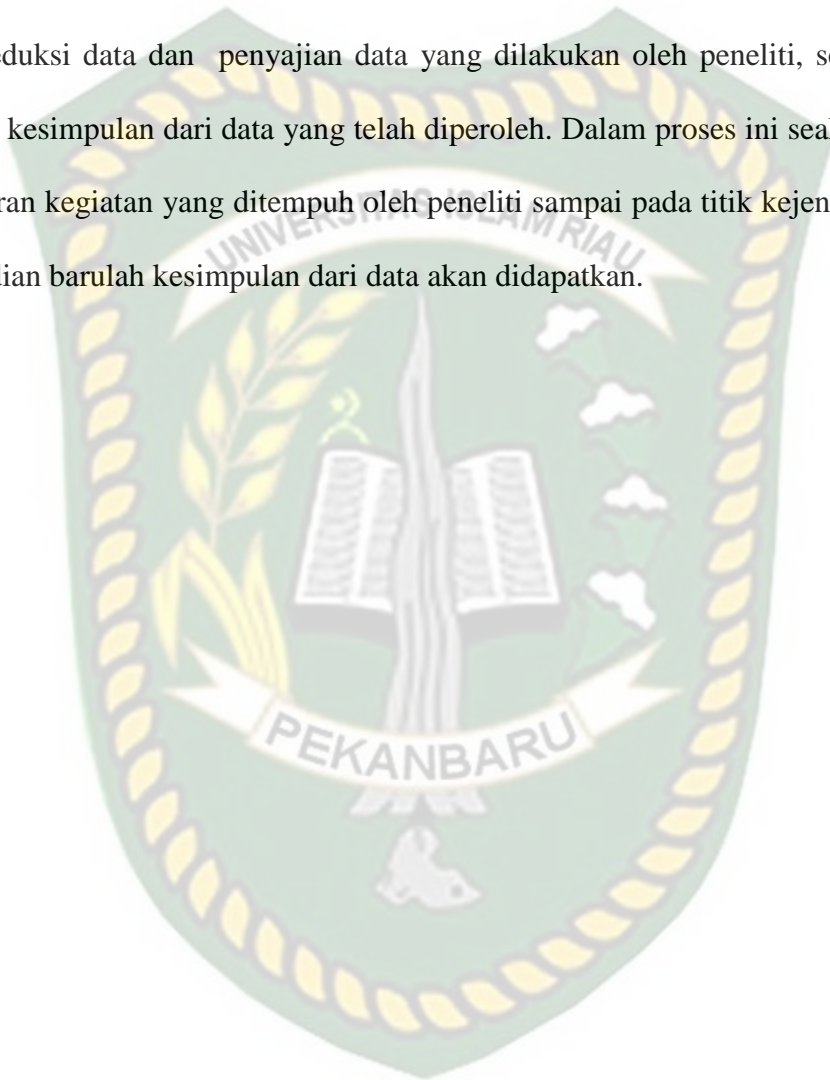 eduksi data dan penyajian data yang dilakukan oleh peneliti, se
kesimpulan dari data yang telah diperoleh. Dalam proses ini seal
ran kegiatan yang ditempuh oleh peneliti sampai pada titik kejen
dian barulah kesimpulan dari data akan didapatkan.
UNIVERSITAS ISLAM RIAU
PEKANBARU